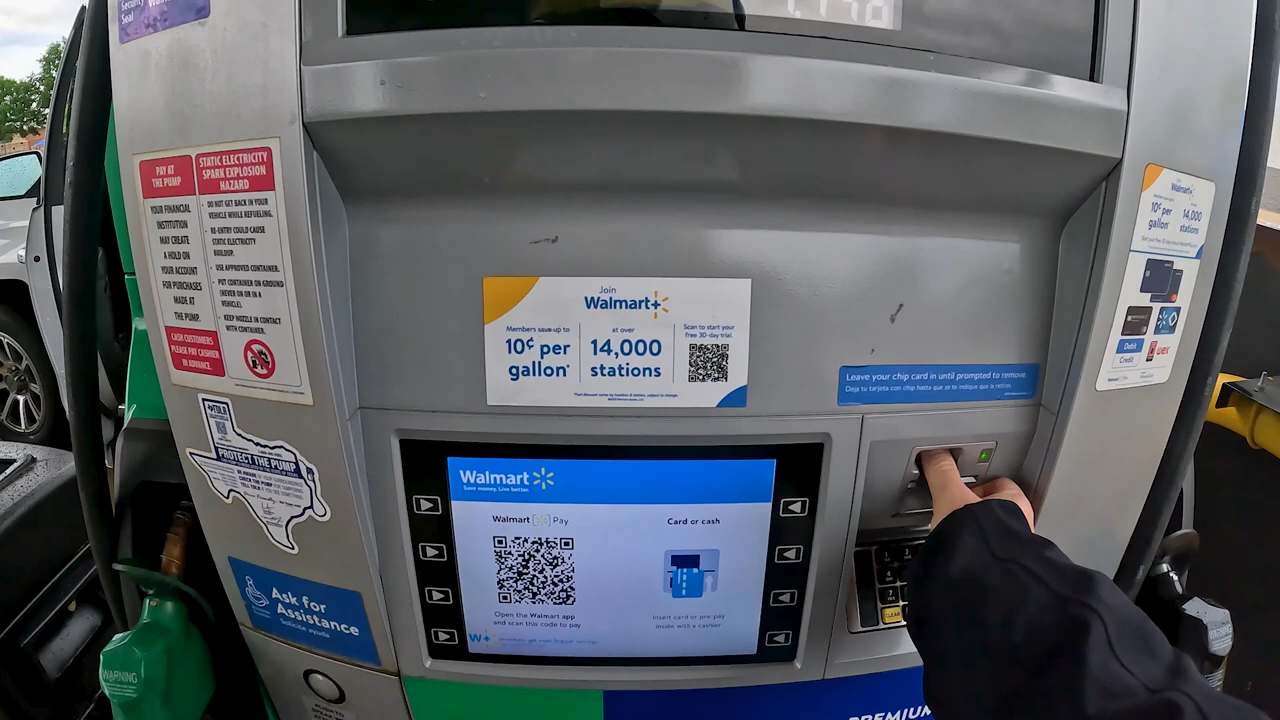 Security
Seal
PAY AT
THE PUMP
YOUR FINANCIAL
INSTITUTION
MAY CREATE
A HOLD ON
YOUR ACCOUNT
FOR PURCHASES
MADE AT
THE PUMP.
CASH CUSTOMERS
PLEASE PAY CASHIER
IN ADVANCE.
STATIC ELECTRICITY
SPARK EXPLOSION
HAZARD
DO NOT GET BACK IN YOUR
VEHICLE WHILE REFUELING.
RE-ENTRY COULD CAUSE
STATIC ELECTRICITY
BUILDUP.
USE APPROVED CONTAINER.
PUT CONTAINER ON GROUND
(NEVER ON OR IN A
VEHICLE).
KEEP NOZZLE IN CONTACT
WITH CONTAINER.
PROTECT THE PUMP
Ask for
Assistance
Solicite ayuda
WARNING
Join
Walmart+
Members save up to
10¢ per
gallon*
at over
14,000
stations
Scan to start your
free 30-day trial.
Leave your chip card in until prompted to remove.
Deja tu tarjeta con chip hasta que se te indique que la retires.
Walmart
Save money. Live better.
Walmart Pay
Open the Walmart app
and scan this code to pay
W+
Card or cash
Insert card or pre-pay
inside with a cashier
CLEAR
PREMIUM
Join
Walmart+
10¢ per
gallon*
14,000
stations
Debit
Credit
wex